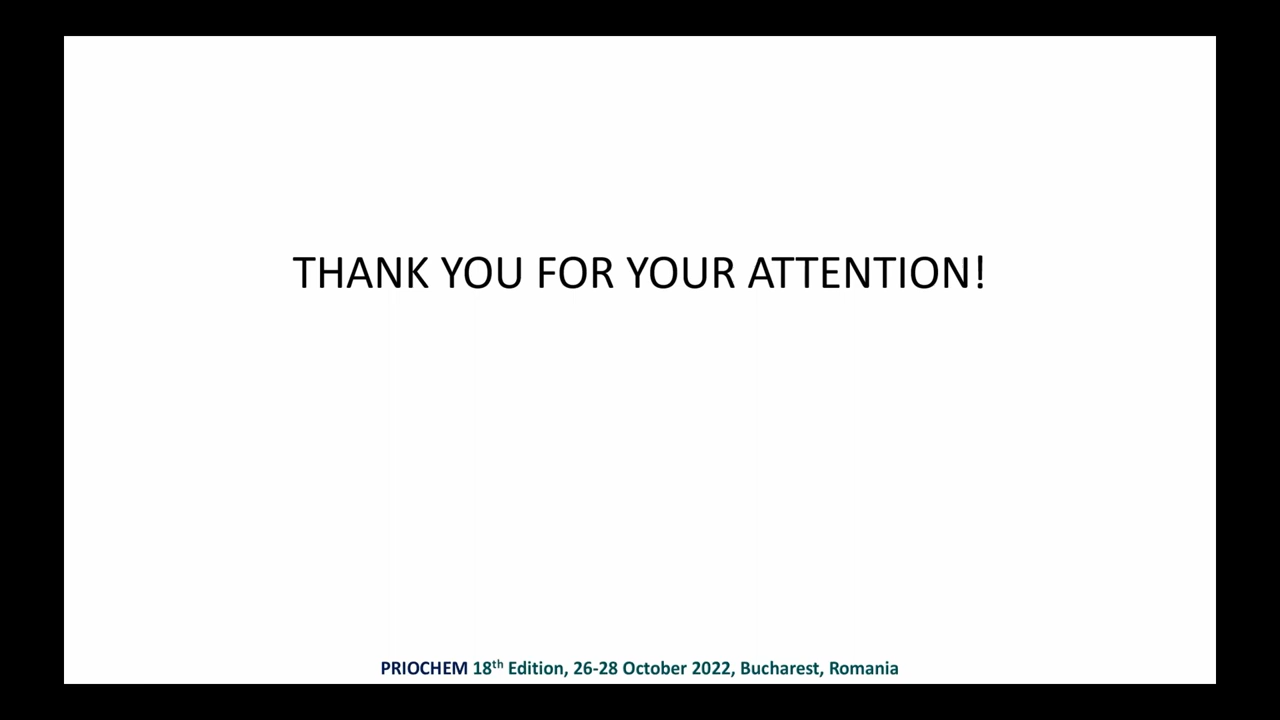 THANK YOU FOR YOUR ATTENTION!
PRIOCHEM 18th Edition, 26-28 October 2022, Bucharest, Romania